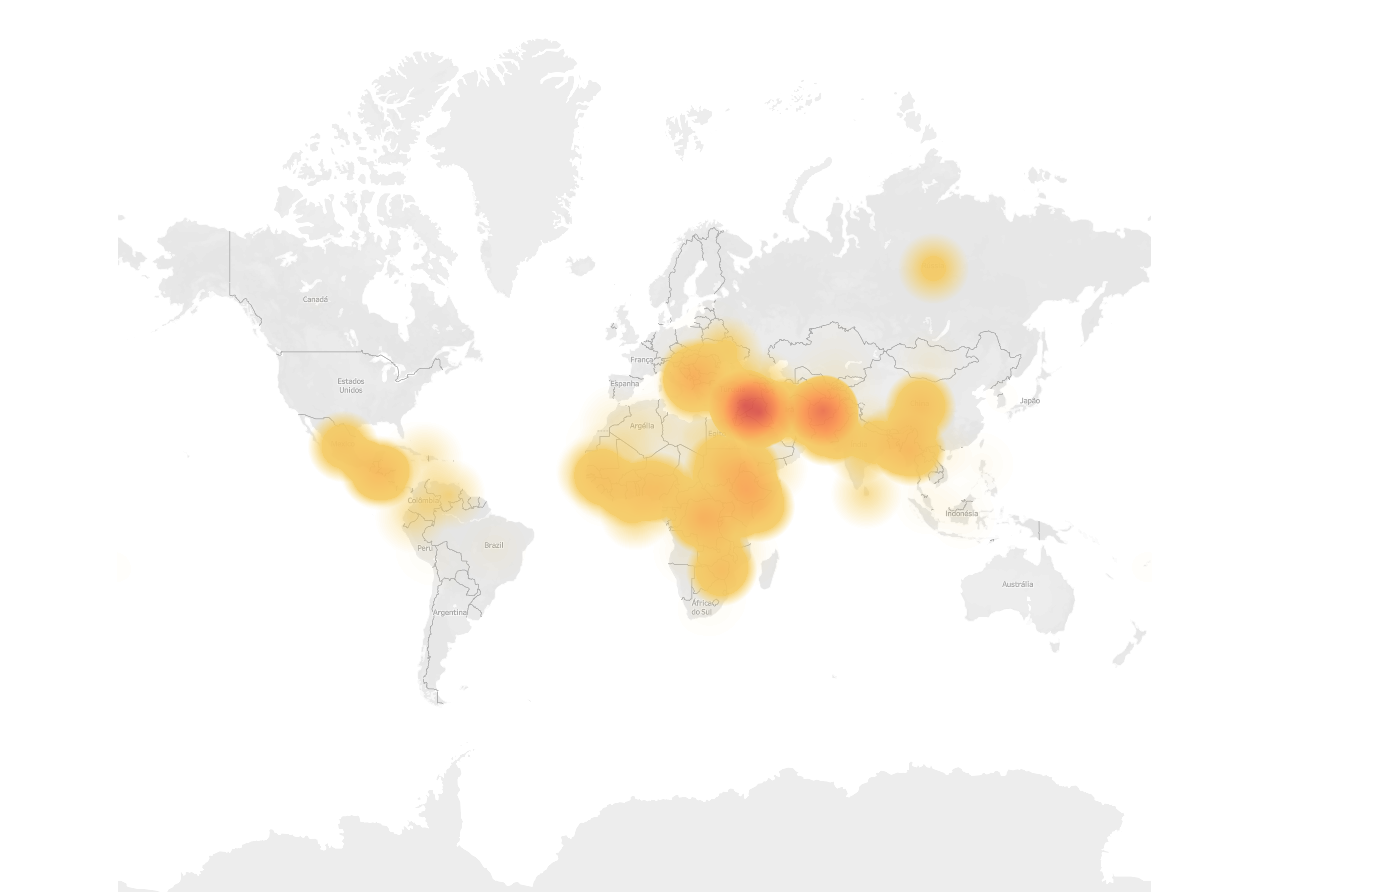 Canadá
Estados
Unidos
França
Espanha
Argélia
Japão
Colômbia
Peru
Brazil
Argentina
África
do Sul
Indonésia
Austrália